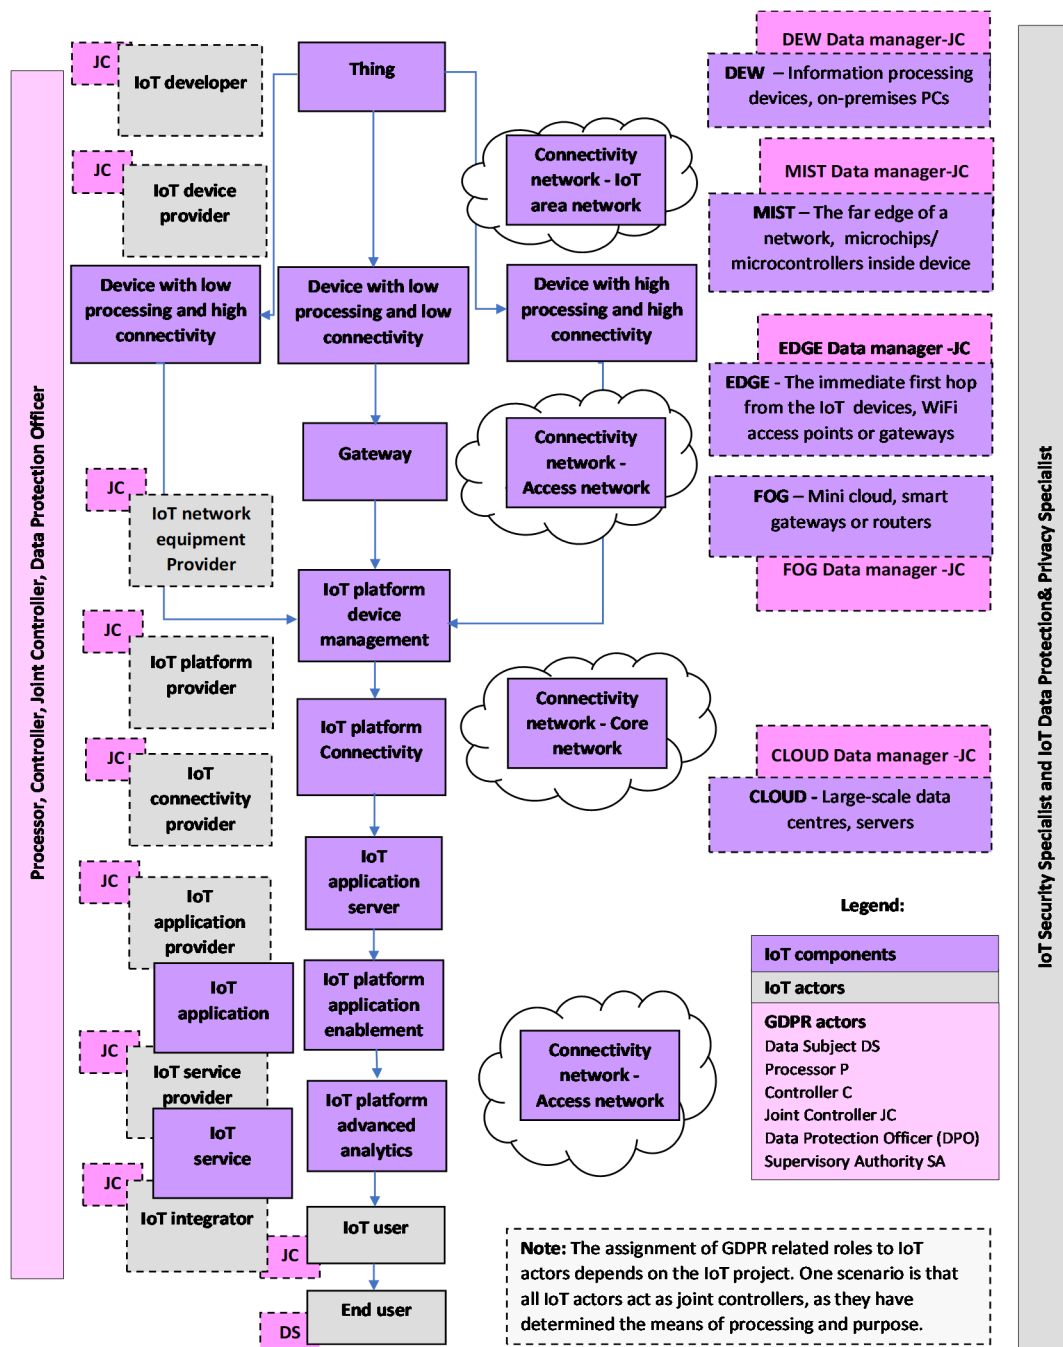 Processor, Controller, Joint Controller, Data Protection Officer
JC
IoT developer
JC
IoT device
provider
Thing
Connectivity
network - IoT
area network
Device with low
processing and high
connectivity
Device with low
processing and low
connectivity
Device with high
processing and high
connectivity
Gateway
Connectivity
network -
Access network
JC
IoT network
equipment
Provider
IoT platform
device
management
JC
IoT platform
provider
IoT platform
Connectivity
Connectivity
network - Core
network
JC
IoT
connectivity
provider
IoT
application
server
JC
IoT
application
provider
IoT
application
IoT platform
application
enablement
Connectivity
network -
Access network
JC
IoT service
provider
IoT
service
IoT platform
advanced
analytics
JC
IoT integrator
IoT user
JC
End user
DS
DEW Data manager-JC
DEW – Information processing
devices, on-premises PCs
MIST Data manager-JC
MIST – The far edge of a
network, microchips/
microcontrollers inside device
EDGE Data manager -JC
EDGE - The immediate first hop
from the IoT devices, WiFi
access points or gateways
FOG – Mini cloud, smart
gateways or routers
FOG Data manager -JC
CLOUD Data manager -JC
CLOUD - Large-scale data
centres, servers
Legend:
IoT components
IoT actors
GDPR actors
Data Subject DS
Processor P
Controller C
Joint Controller JC
Data Protection Officer (DPO)
Supervisory Authority SA
Note: The assignment of GDPR related roles to IoT
actors depends on the IoT project. One scenario is that
all IoT actors act as joint controllers, as they have
determined the means of processing and purpose.
IoT Security Specialist and IoT Data Protection& Privacy Specialist